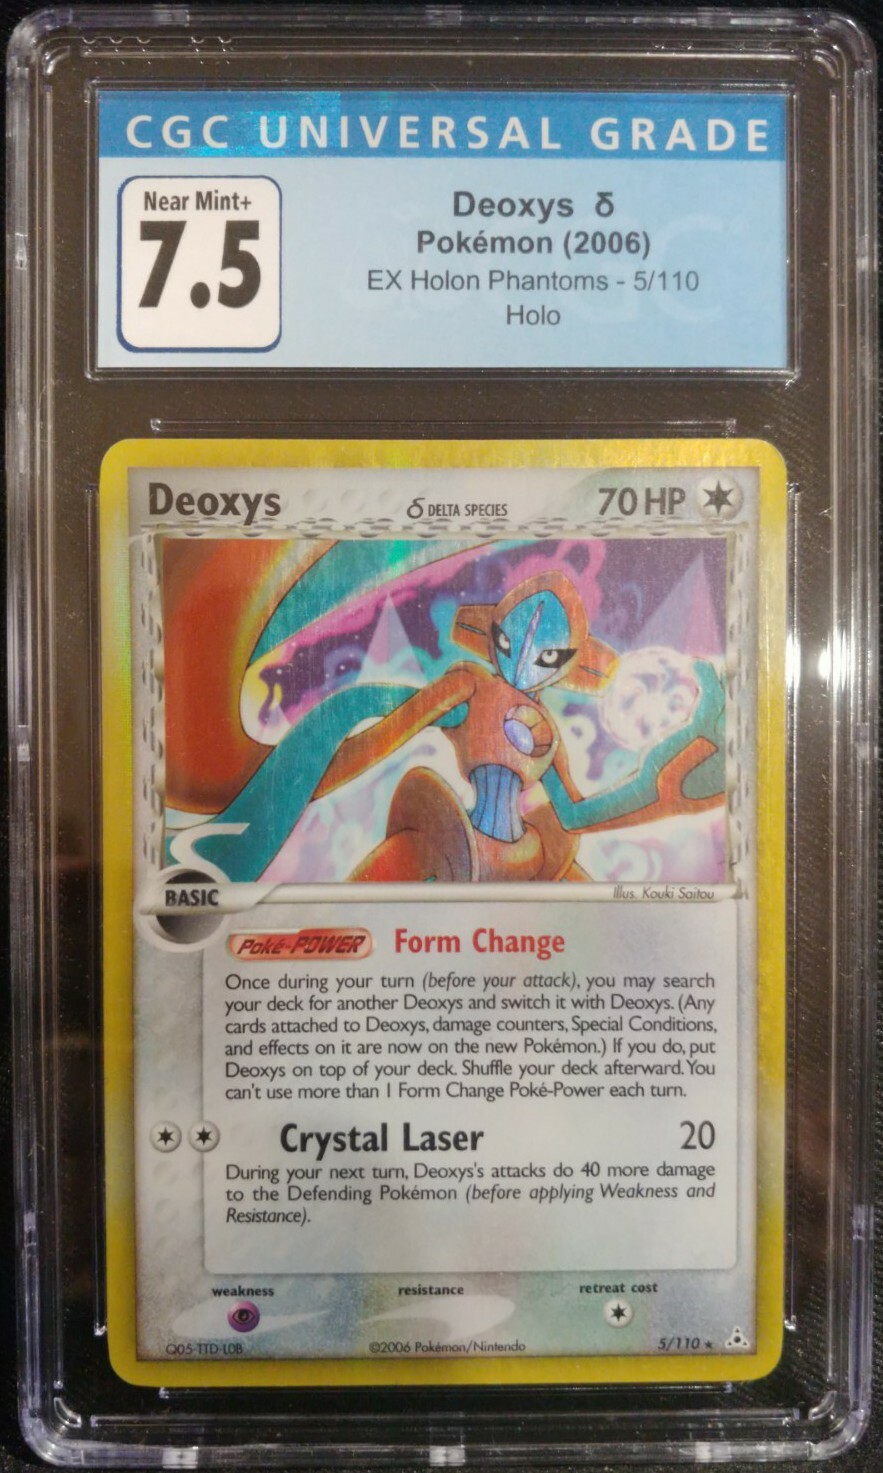 CGC UNIVERSAL GRADE
Near Mint+
7.5
Deoxys δ
Pokémon (2006)
EX Holon Phantoms - 5/110
Holo
Deoxys
δ DELTA SPECIES
70 HP
Illus. Kouki Saitou
BASIC
Poké-POWER Form Change
Once during your turn (before your attack), you may search
your deck for another Deoxys and switch it with Deoxys. (Any
cards attached to Deoxys, damage counters, Special Conditions,
and effects on it are now on the new Pokémon.) If you do, put
Deoxys on top of your deck. Shuffle your deck afterward. You
can't use more than 1 Form Change Poké-Power each turn.
Crystal Laser 20
During your next turn, Deoxys's attacks do 40 more damage
to the Defending Pokémon (before applying Weakness and
Resistance).
weakness resistance retreat cost
Q05-TTD-L0B ©2006 Pokémon/Nintendo 5/110 ★